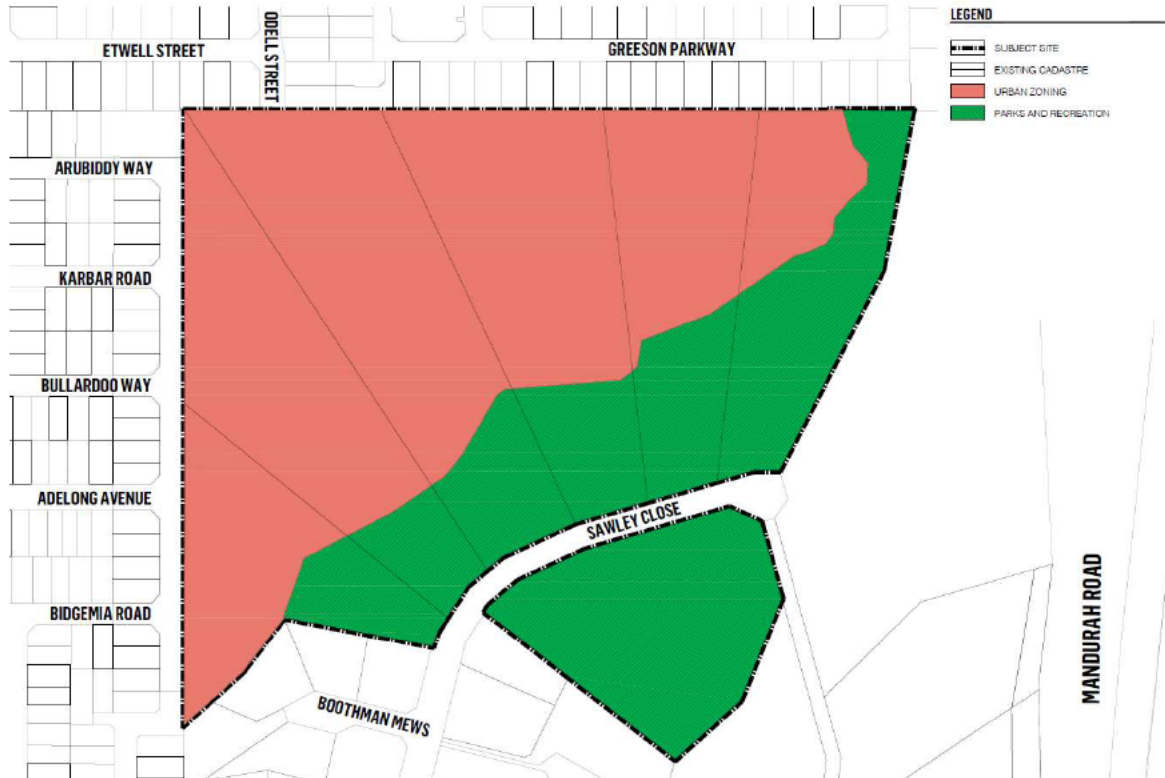 LEGEND
SUBJECT SITE
EXISTING CADASTRE
URBAN ZONING
PARKS AND RECREATION
ETWELL STREET
ODELL STREET
GREESON PARKWAY
ARUBIDDY WAY
KARBAR ROAD
BULLARDOO WAY
ADELONG AVENUE
BIDGEMIA ROAD
SAWLEY CLOSE
BOOTHMAN MEWS
MANDURAH ROAD